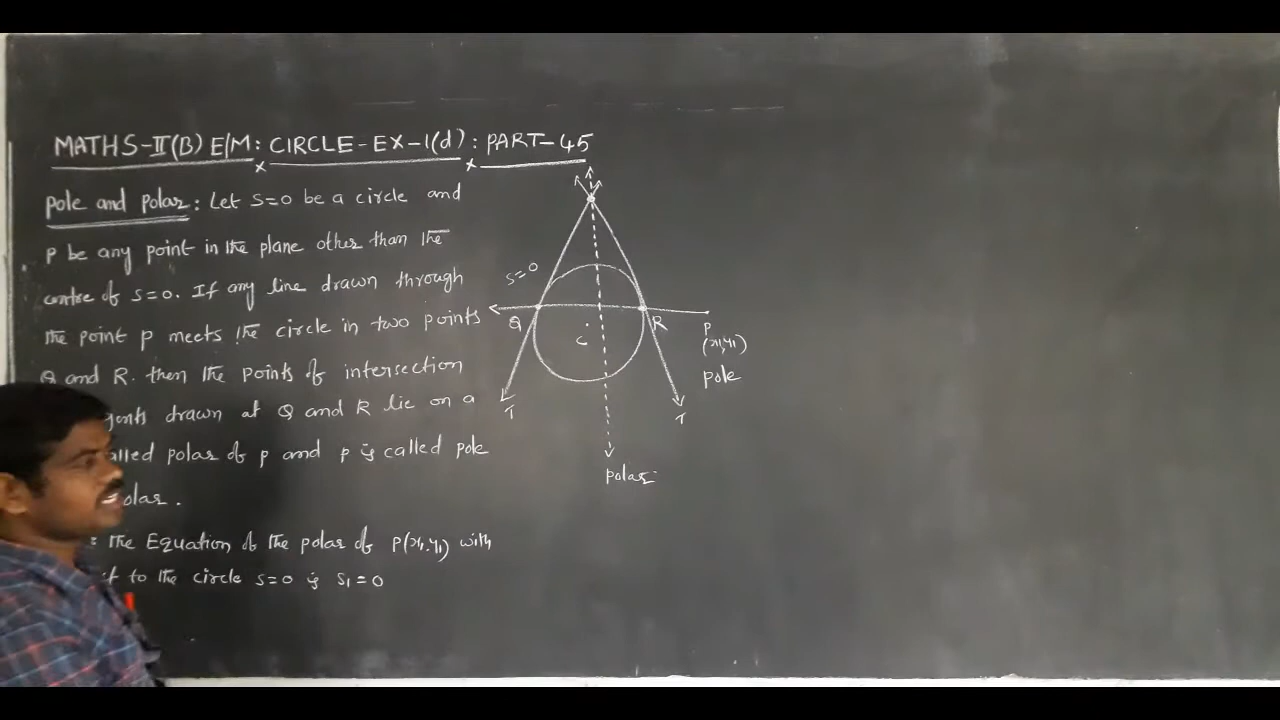 MATHS-II(B) E/M: CIRCLE-EX-1(d): PART-45
Pole and polar: Let S=0 be a circle and
P be any point in the plane other than the
centre of S=0. If any line drawn through
the point P meets the circle in two points
Q and R. then the points of intersection
drawn at Q and R lie on a
polar of P and P is called pole
: the Equation of the polar of P(x1,y1) with
to the circle S=0 is S1=0
S=0
Q
R
P
(x1,y1)
pole
C
T
T
polar